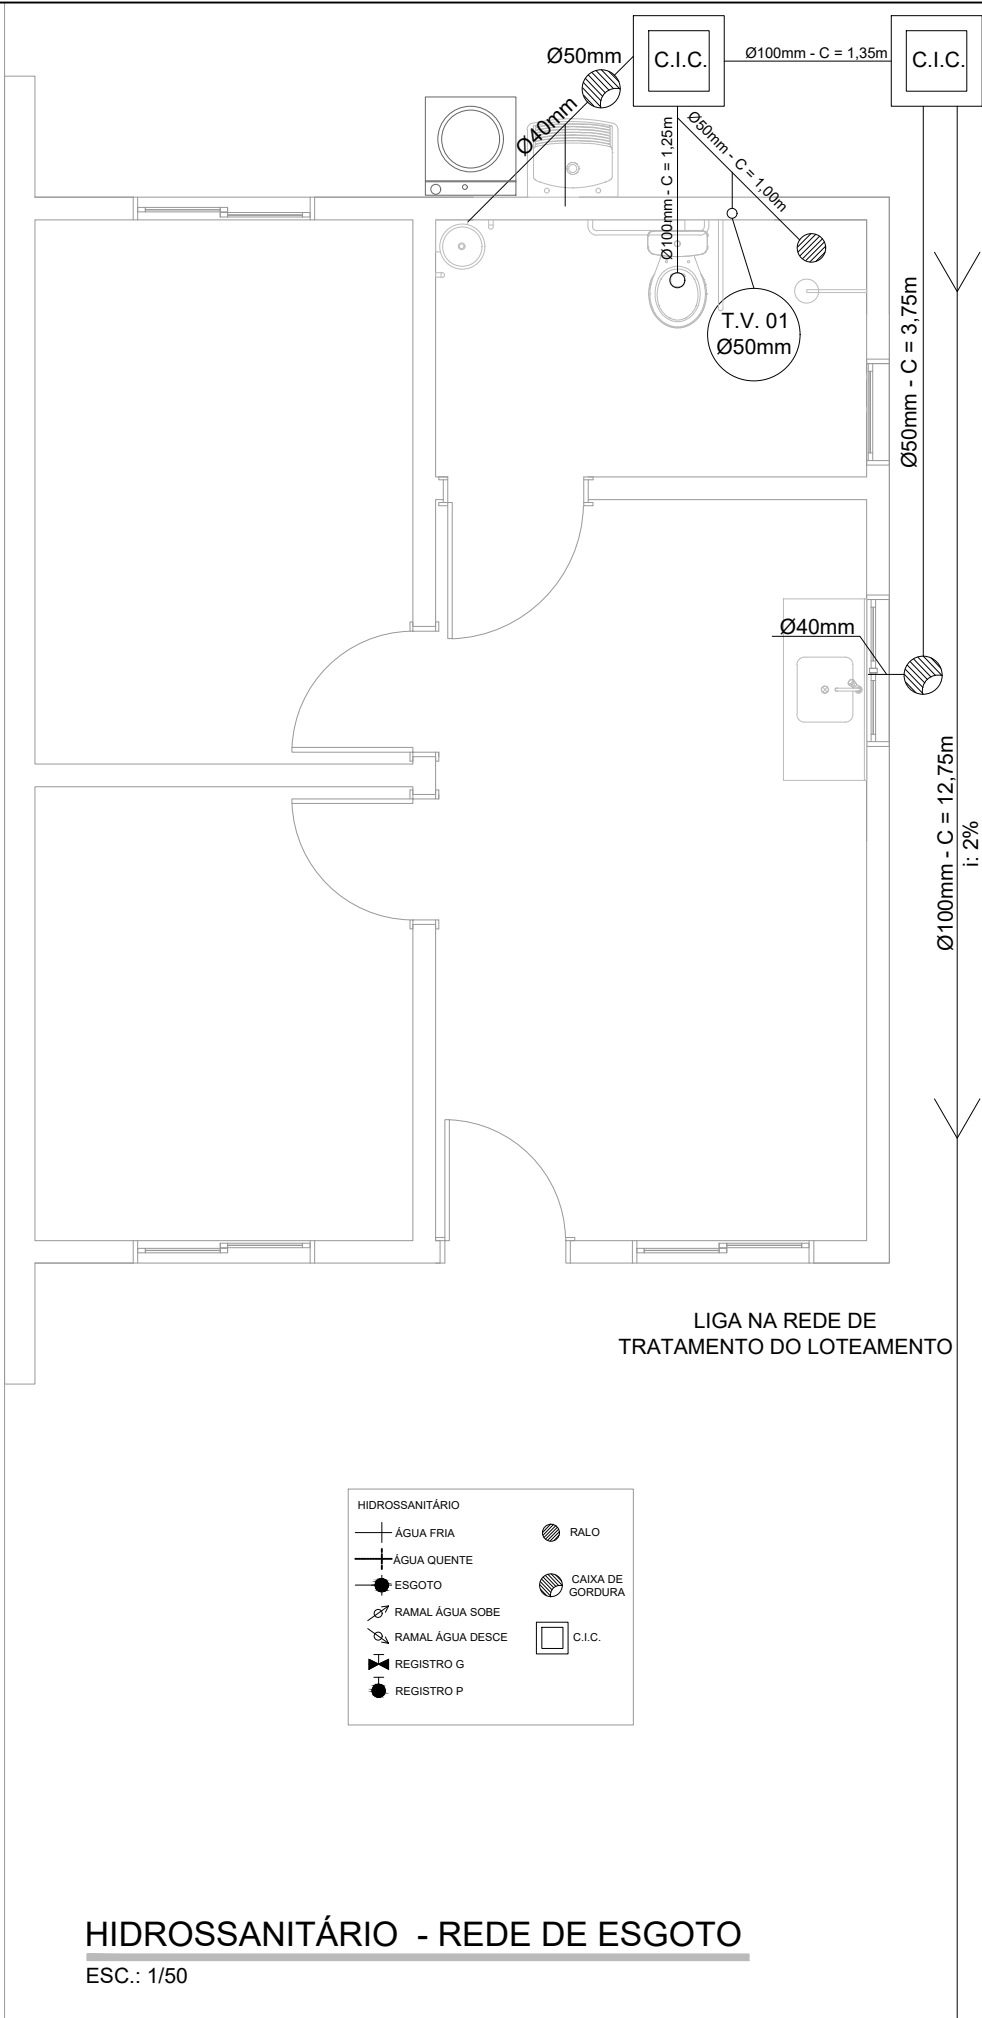 Ø50mm
C.I.C.
Ø100mm - C = 1,35m
C.I.C.
Ø40mm
Ø100mm - C = 1,25m
Ø50mm - C = 1,00m
T.V. 01
Ø50mm
Ø50mm - C = 3,75m
Ø40mm
Ø100mm - C = 12,75m
i: 2%
LIGA NA REDE DE
TRATAMENTO DO LOTEAMENTO
HIDROSSANITÁRIO
ÁGUA FRIA
ÁGUA QUENTE
ESGOTO
RAMAL ÁGUA SOBE
RAMAL ÁGUA DESCE
REGISTRO G
REGISTRO P
RALO
CAIXA DE
GORDURA
C.I.C.
HIDROSSANITÁRIO - REDE DE ESGOTO
ESC.: 1/50